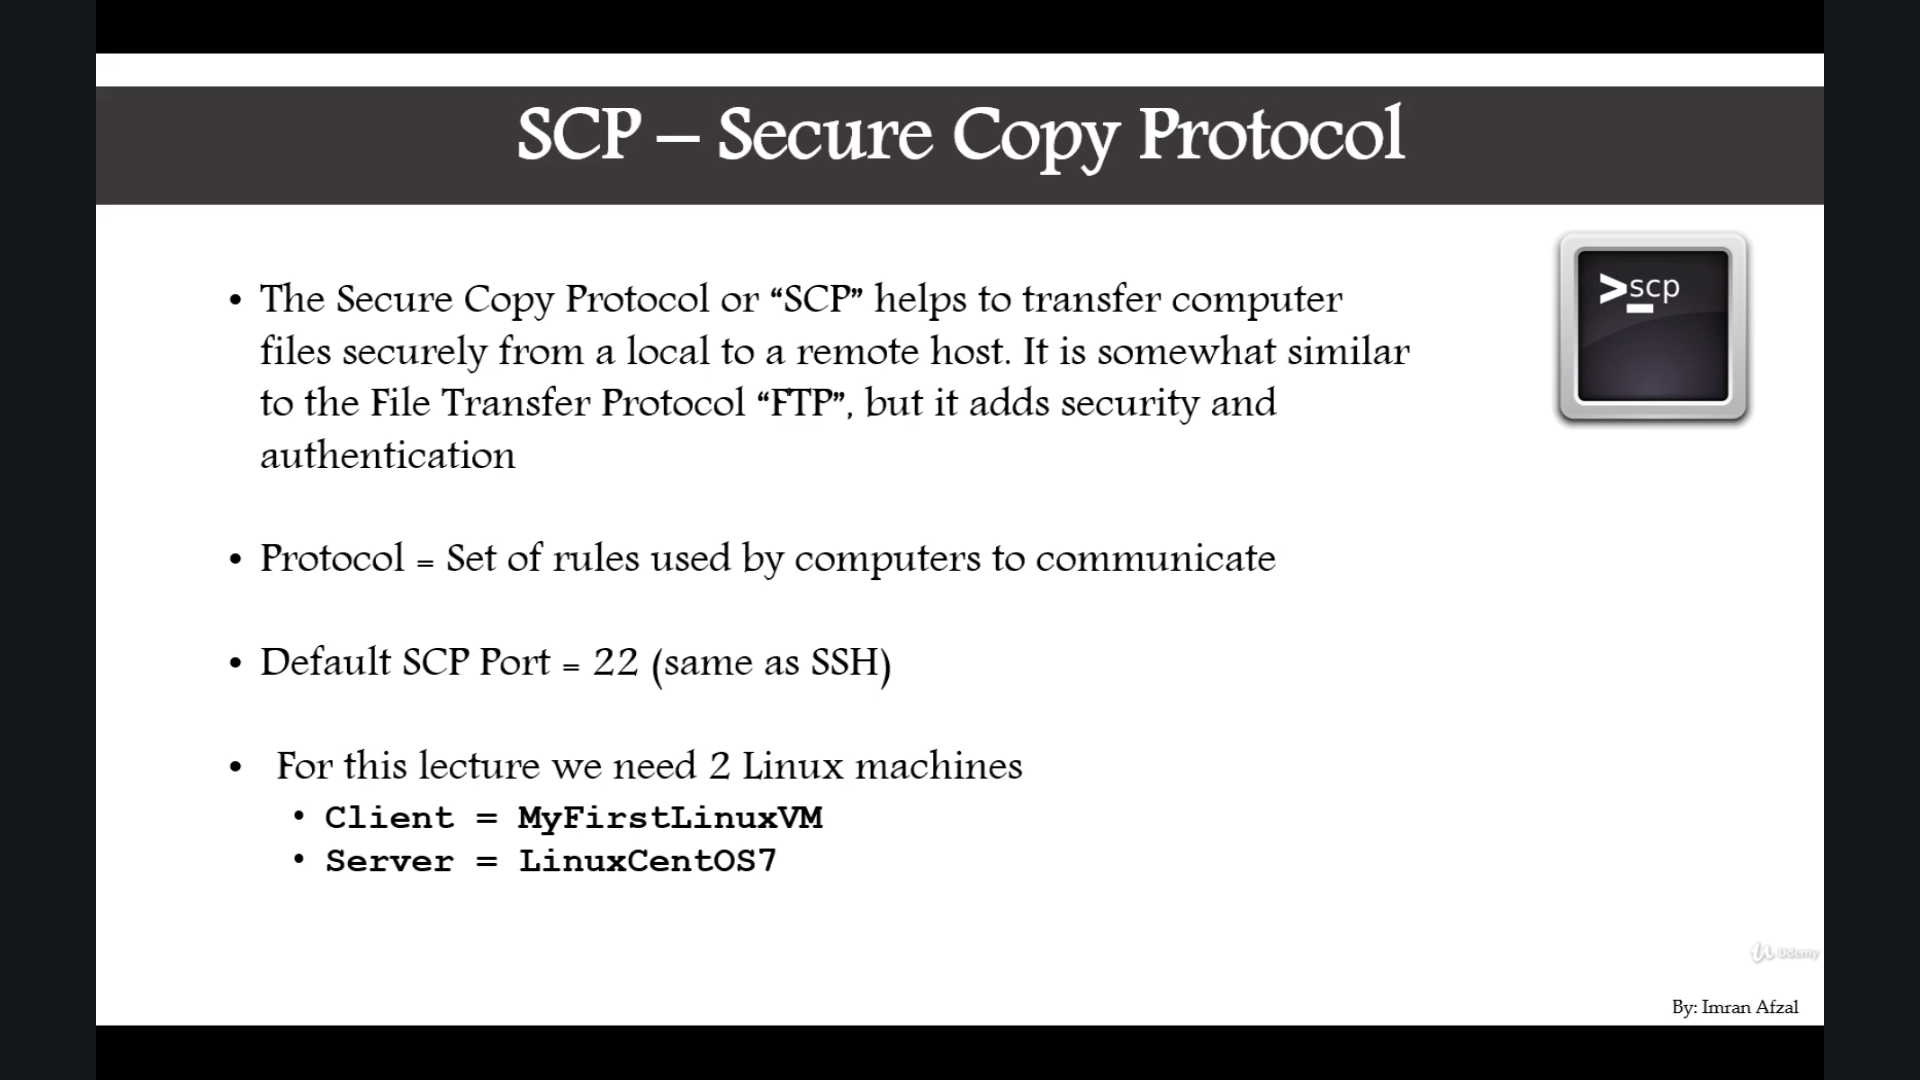 SCP – Secure Copy Protocol
>scp
• The Secure Copy Protocol or “SCP” helps to transfer computer
files securely from a local to a remote host. It is somewhat similar
to the File Transfer Protocol “FTP”, but it adds security and
authentication
• Protocol = Set of rules used by computers to communicate
• Default SCP Port = 22 (same as SSH)
• For this lecture we need 2 Linux machines
• Client = MyFirstLinuxVM
• Server = LinuxCentOS7
Udemy
By: Imran Afzal